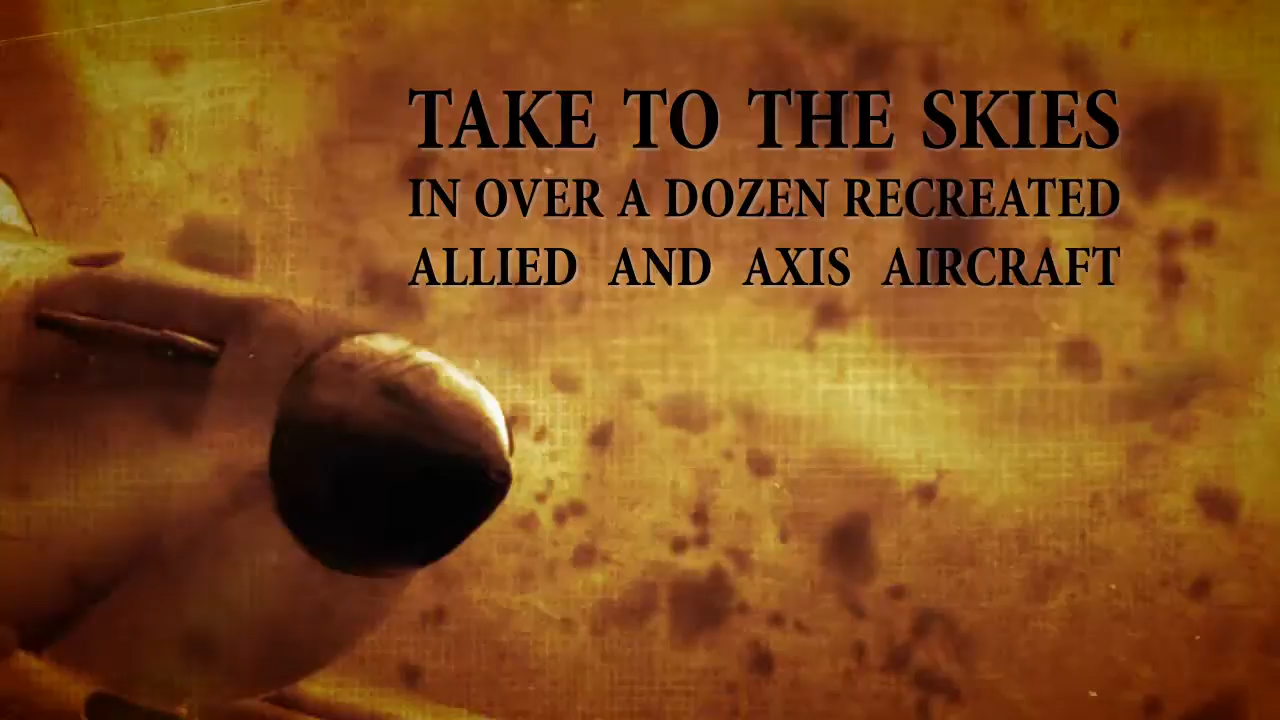 TAKE TO THE SKIES
IN OVER A DOZEN RECREATED
ALLIED AND AXIS AIRCRAFT